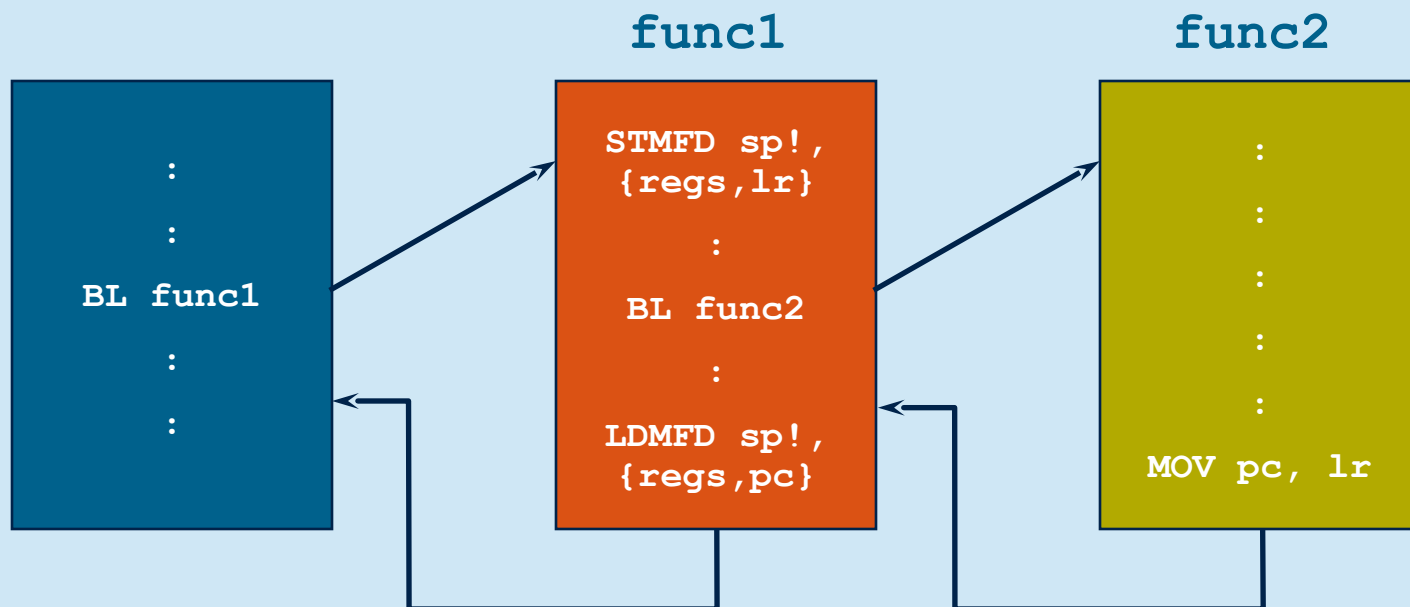 func1
func2
:
:
BL func1
:
:
STMFD sp!,
{regs,lr}
:
BL func2
:
LDMFD sp!,
{regs,pc}
:
:
:
:
:
MOV pc, lr